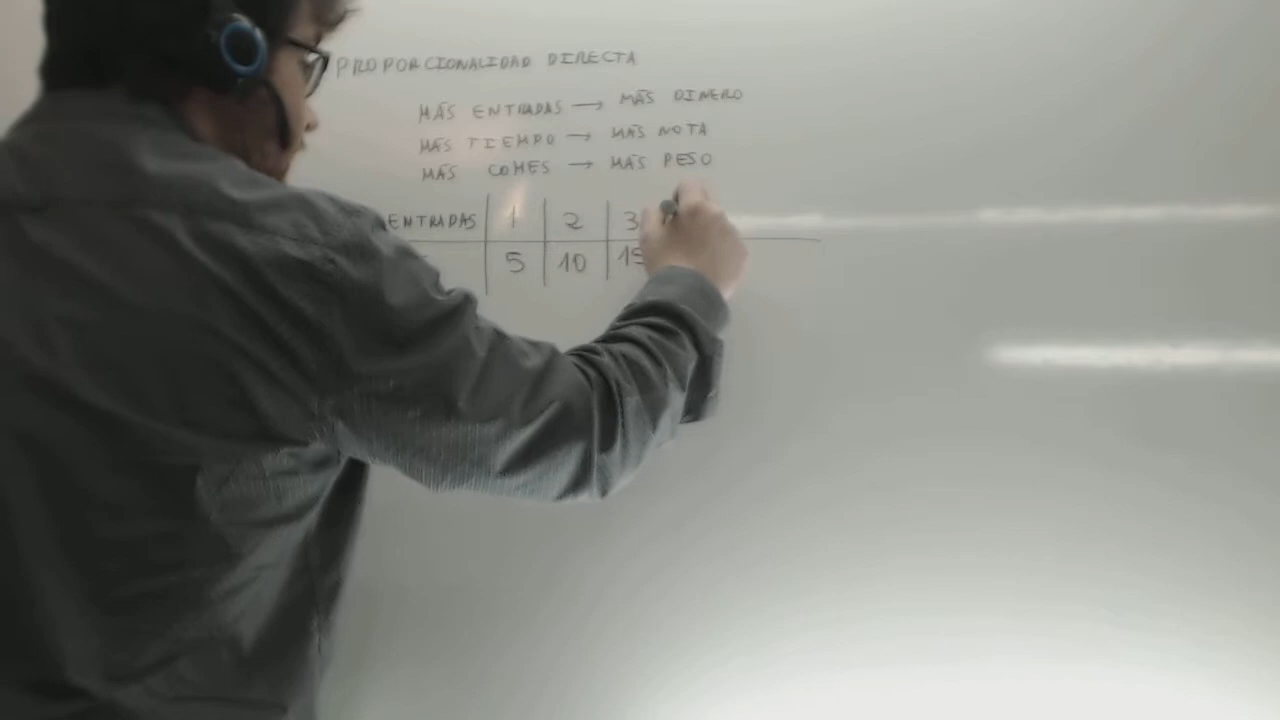 PROPORCIONALIDAD DIRECTA
MÁS ENTRADAS → MÁS DINERO
MÁS TIEMPO → MÁS NOTA
MÁS COMES → MÁS PESO
ENTRADAS 1 2 3
5 10 15